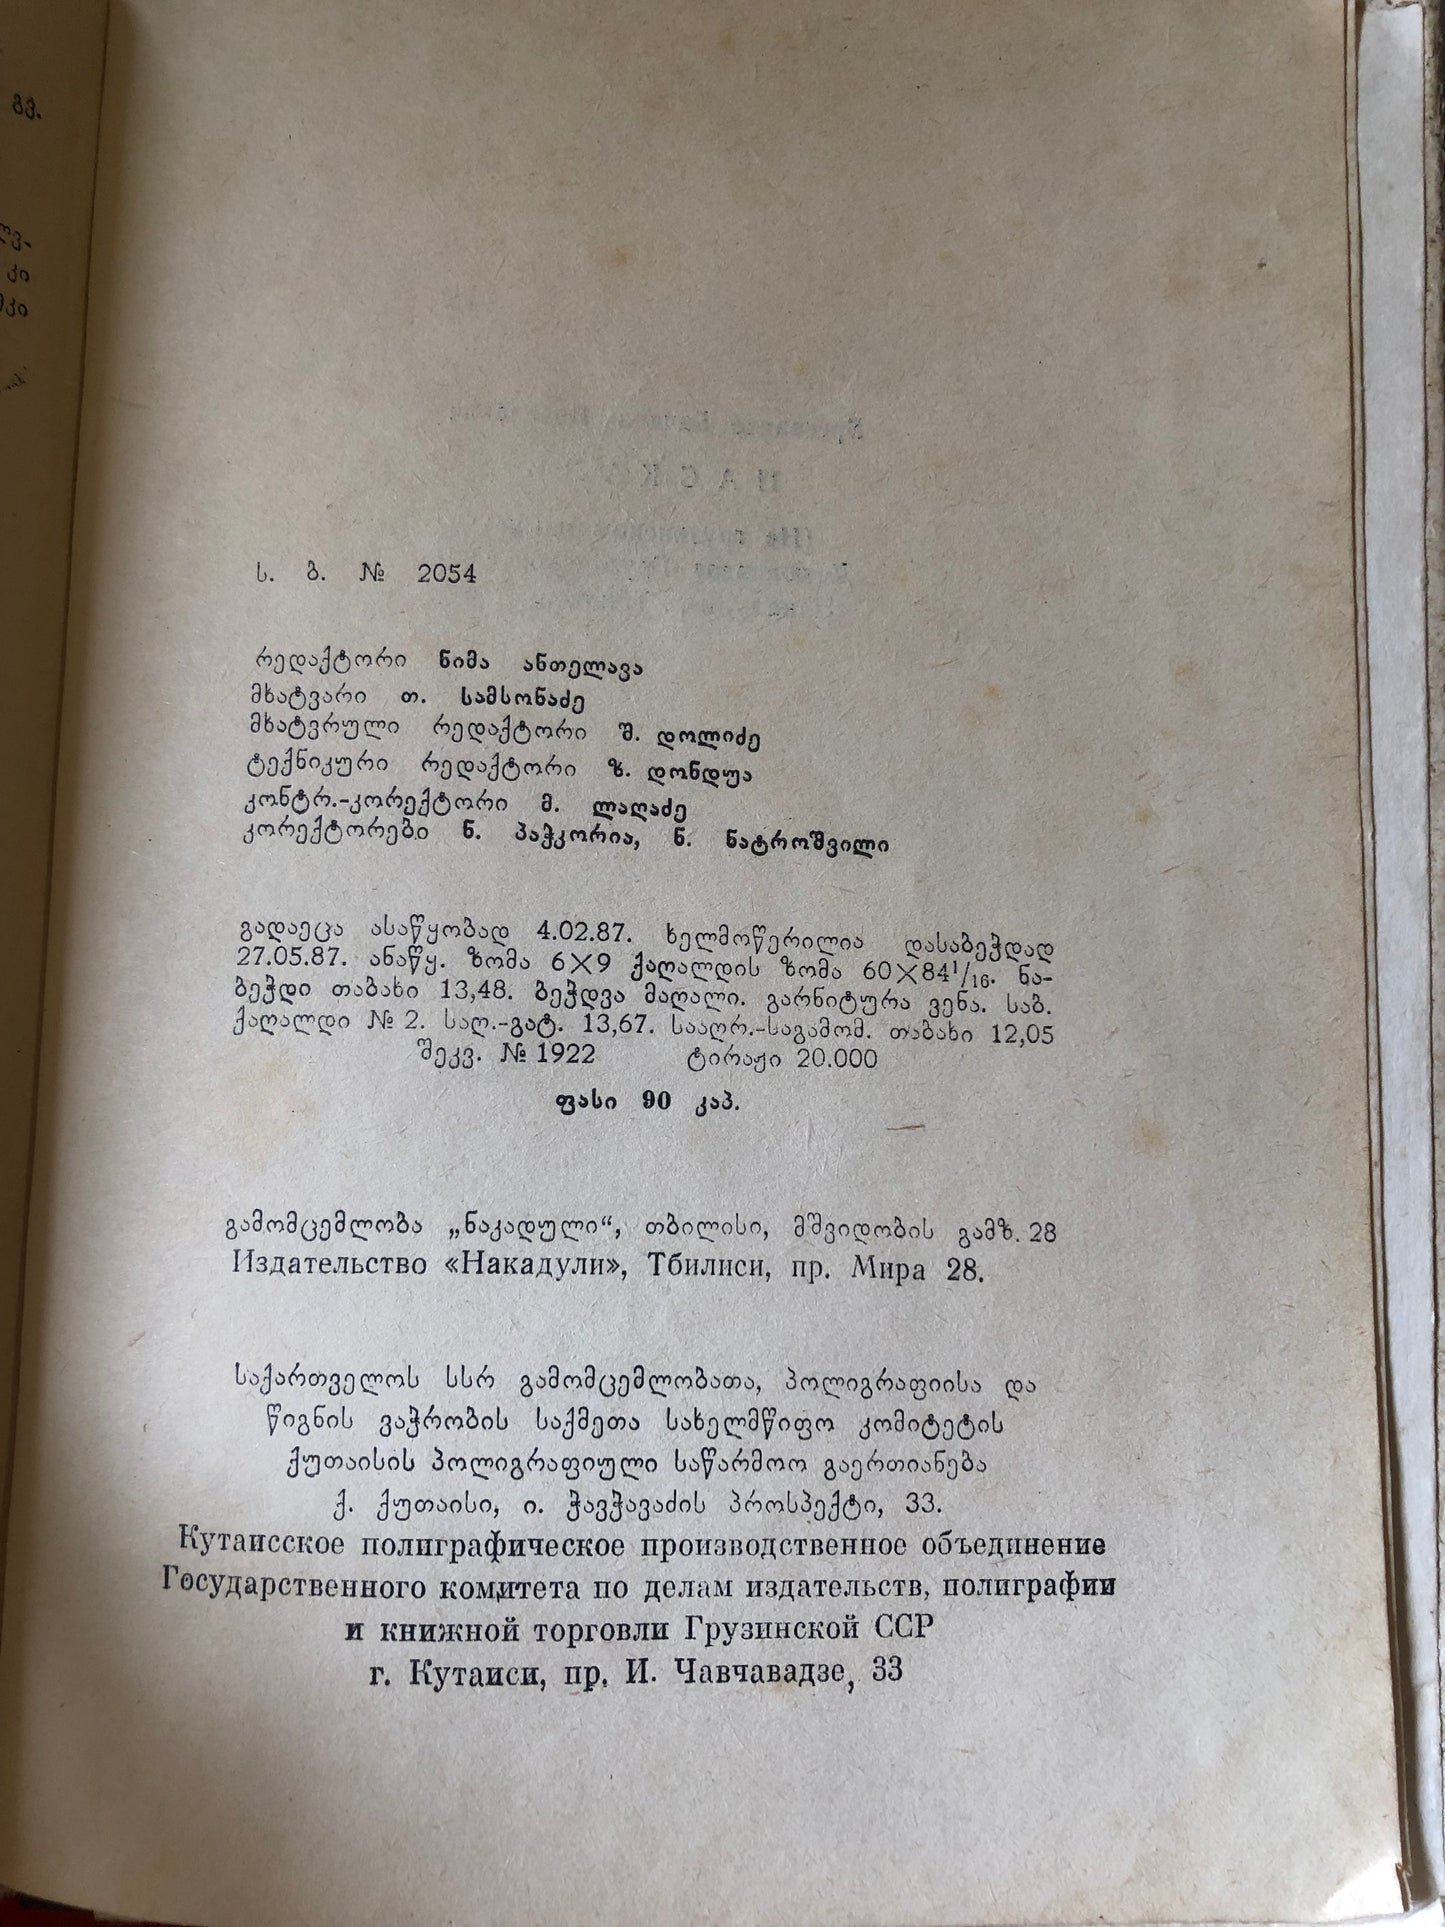 გვ.
კი
ს. ბ. № 2054
რედაქტორი ნიმა ანთელავა
მხატვარი თ. სამსონაძე
მხატვრული რედაქტორი შ. დოლიძე
ტექნიკური რედაქტორი ზ. დონდუა
კონტრ.-კორექტორი მ. ლაღაძე
კორექტორები ნ. პაჭკორია, ნ. ნატროშვილი
გადაეცა ასაწყობად 4.02.87. ხელმოწერილია დასაბეჭდად
27.05.87. ანაწყ. ზომა 6×9 ქაღალდის ზომა 60×84¹/₁₆. ნა-
ბეჭდი თაბახი 13,48. ბეჭდვა მაღალი. გარნიტურა ვენა. საბ.
ქაღალდი № 2. საღ.-გატ. 13,67. სააღრ.-საგამომ. თაბახი 12,05
შეკვ. № 1922 ტირაჟი 20.000
ფასი 90 კაპ.
გამომცემლობა „ნაკადული“, თბილისი, მშვიდობის გამზ. 28
Издательство «Накадули», Тбилиси, пр. Мира 28.
საქართველოს სსრ გამომცემლობათა, პოლიგრაფიისა და
წიგნის ვაჭრობის საქმეთა სახელმწიფო კომიტეტის
ქუთაისის პოლიგრაფიული საწარმოო გაერთიანება
ქ. ქუთაისი, ი. ჭავჭავაძის პროსპექტი, 33.
Кутаисское полиграфическое производственное объединение
Государственного комитета по делам издательств, полиграфии
и книжной торговли Грузинской ССР
г. Кутаиси, пр. И. Чавчавадзе, 33